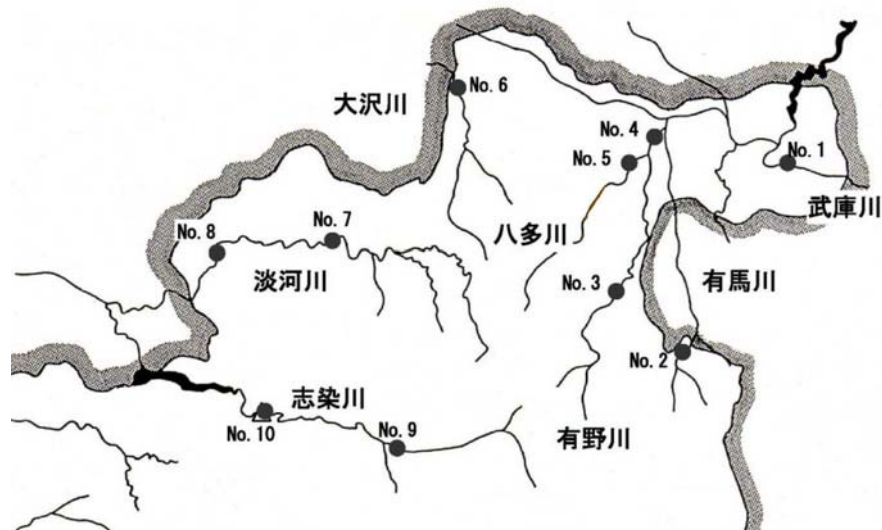 No. 6
大沢川
No. 4
No. 5
No. 1
武庫川
八多川
No. 8
No. 7
淡河川
No. 3
有馬川
No. 2
志染川
有野川
No. 10
No. 9